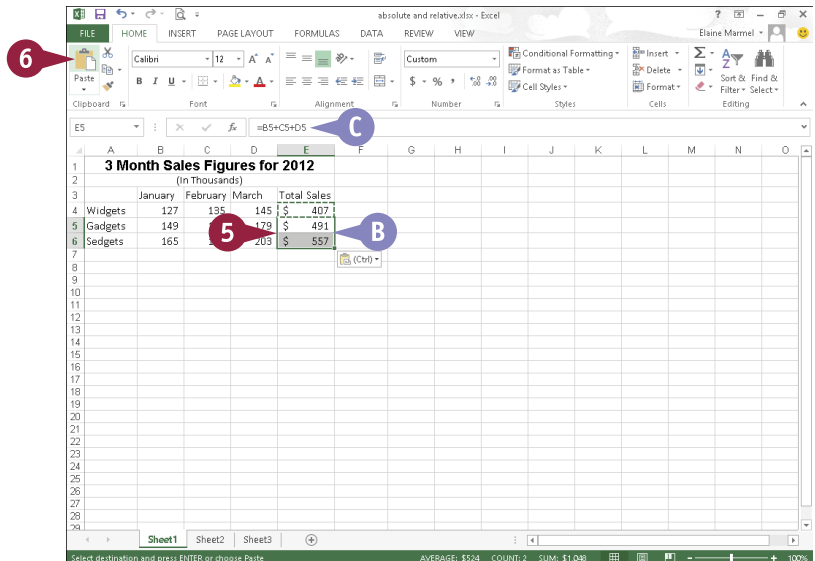 absolute and relative.xlsx - Excel
FILE HOME INSERT PAGE LAYOUT FORMULAS DATA REVIEW VIEW Elaine Marmel
6
Paste
Calibri 12
B I U
Custom
$ % ,
Conditional Formatting
Format as Table
Cell Styles
Insert
Delete
Format
Sort & Find &
Filter Select
Clipboard Font Alignment Number Styles Cells Editing
E5 fx =B5+C5+D5 C
A B C D E F G H I J K L M N O
1 3 Month Sales Figures for 2012
2 (In Thousands)
3 January February March Total Sales
4 Widgets 127 135 145 $ 407
5 Gadgets 149 179 $ 491
6 Sedgets 165 203 $ 557
5 B
(Ctrl)
7
8
9
10
11
12
13
14
15
16
17
18
19
20
21
22
23
24
25
26
27
28
29
Sheet1 Sheet2 Sheet3
Select destination and press ENTER or choose Paste AVERAGE: $524 COUNT: 2 SUM: $1,048 100%